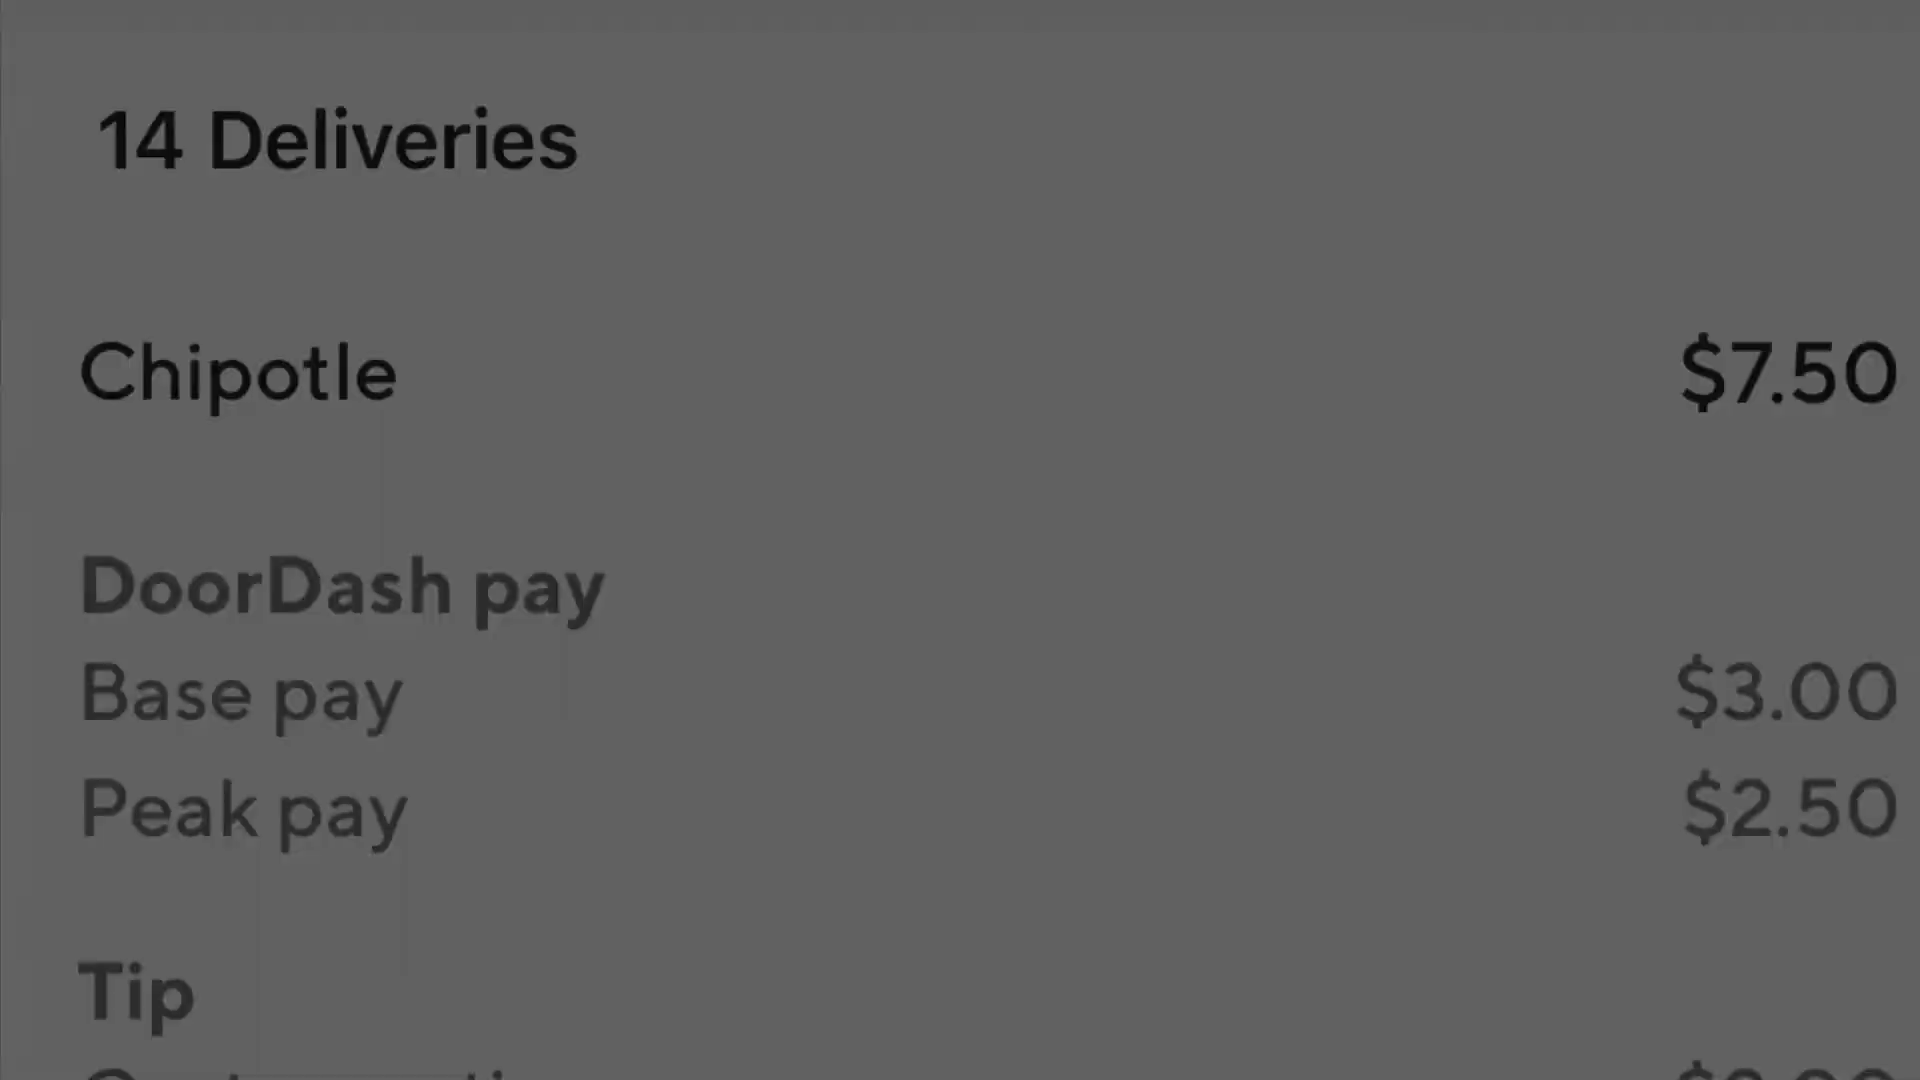 14 Deliveries
Chipotle $7.50
DoorDash pay
Base pay $3.00
Peak pay $2.50
Tip